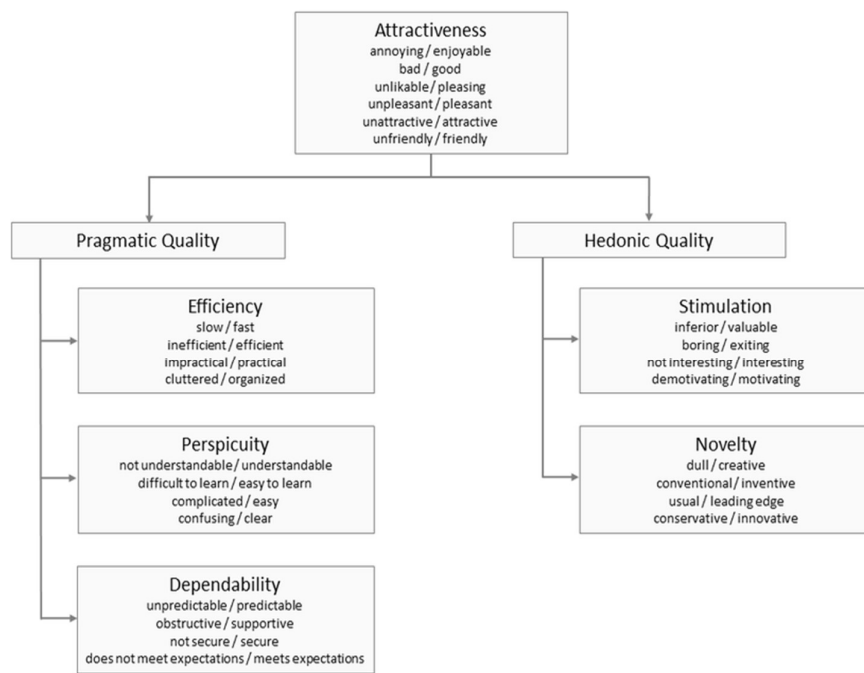 Attractiveness
annoying / enjoyable
bad / good
unlikable / pleasing
unpleasant / pleasant
unattractive / attractive
unfriendly / friendly
Pragmatic Quality
Efficiency
slow / fast
inefficient / efficient
impractical / practical
cluttered / organized
Perspicuity
not understandable / understandable
difficult to learn / easy to learn
complicated / easy
confusing / clear
Dependability
unpredictable / predictable
obstructive / supportive
not secure / secure
does not meet expectations / meets expectations
Hedonic Quality
Stimulation
inferior / valuable
boring / exiting
not interesting / interesting
demotivating / motivating
Novelty
dull / creative
conventional / inventive
usual / leading edge
conservative / innovative